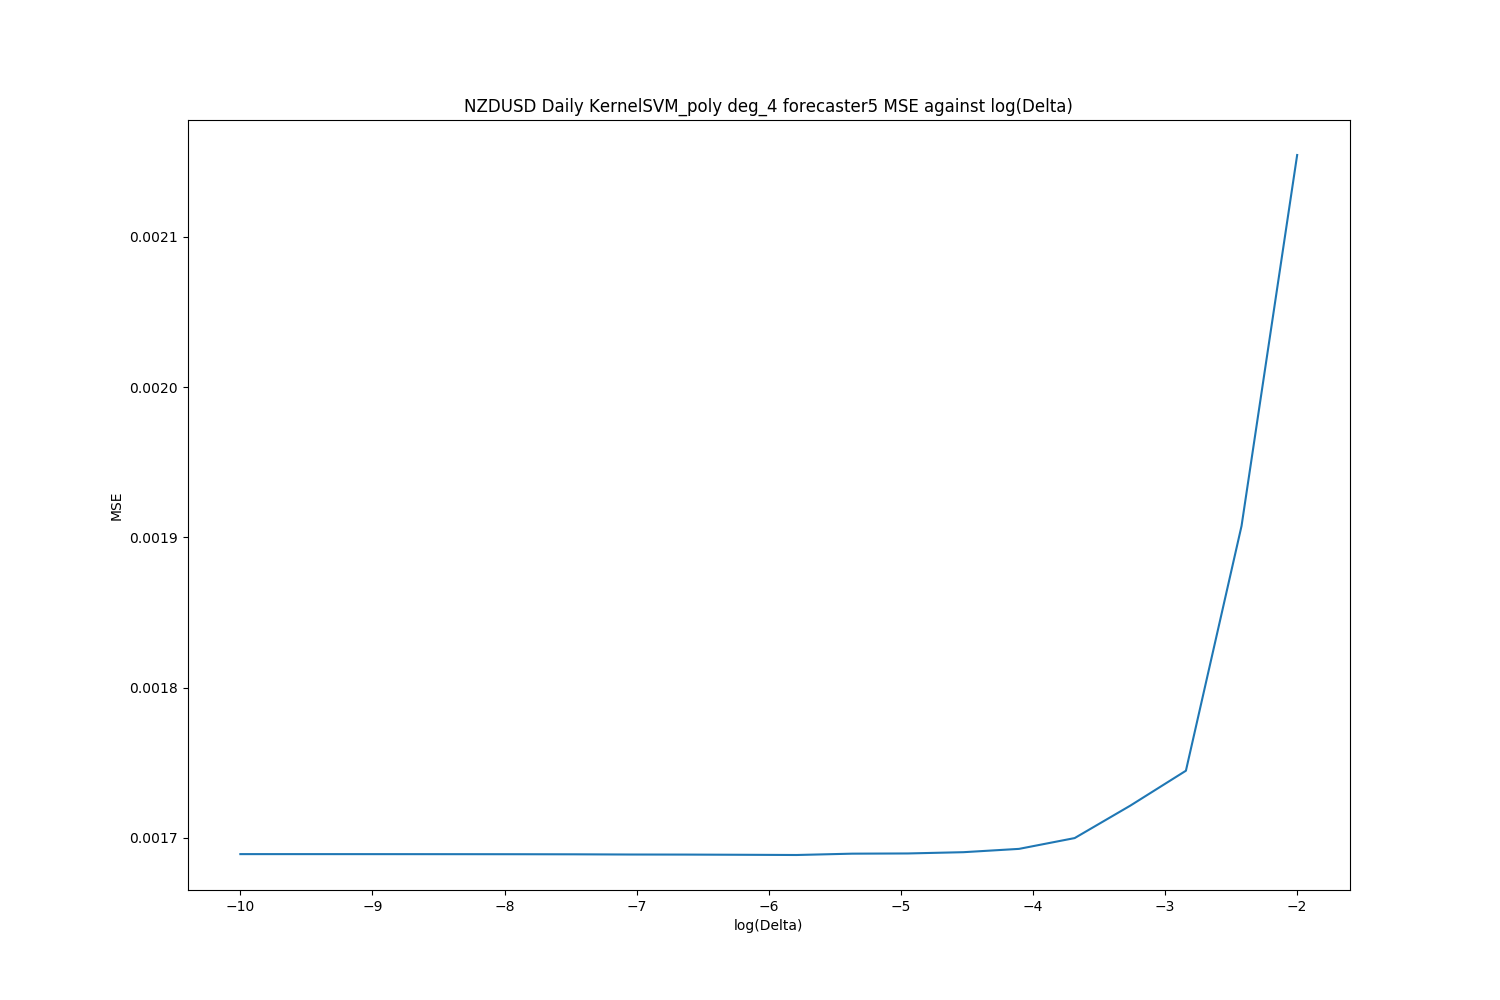 NZDUSD Daily KernelSVM_poly deg_4 forecaster5 MSE against log(Delta)
0.0021
0.0020
MSE
0.0019
0.0018
0.0017
−10 −9 −8 −7 −6 −5 −4 −3 −2
log(Delta)